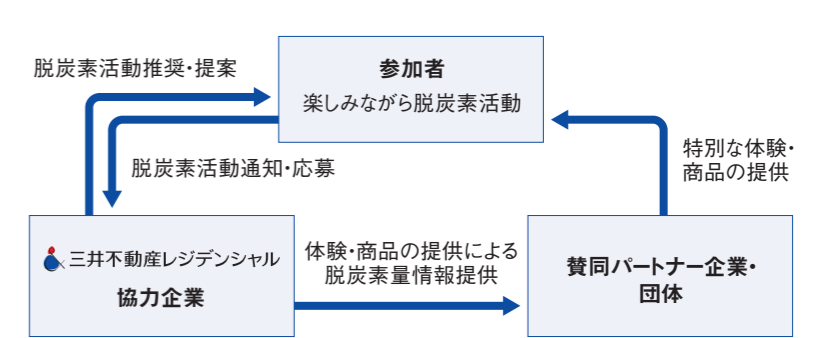 脱炭素活動推奨・提案
参加者
楽しみながら脱炭素活動
脱炭素活動通知・応募
特別な体験・
商品の提供
三井不動産レジデンシャル
協力企業
体験・商品の提供による
脱炭素量情報提供
賛同パートナー企業・
団体